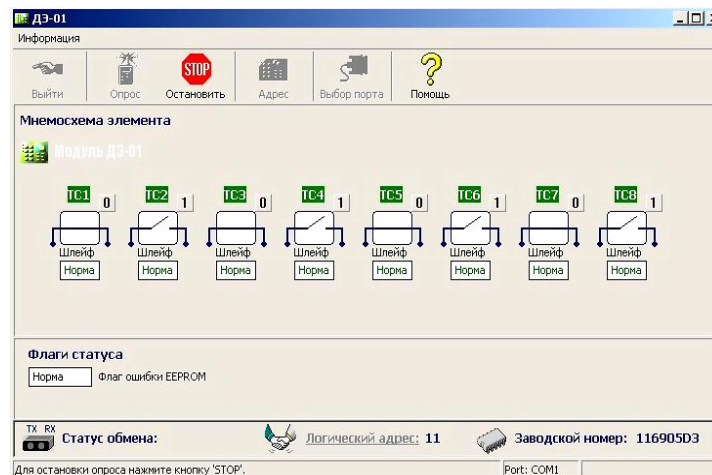 ДЭ-01
Информация
Выйти Опрос STOP Остановить Адрес Выбор порта Помощь
Мнемосхема элемента
Модуль ДЭ-01
ТС1 0 ТС2 1 ТС3 0 ТС4 1 ТС5 0 ТС6 1 ТС7 0 ТС8 1
Шлейф Шлейф Шлейф Шлейф Шлейф Шлейф Шлейф Шлейф
Норма Норма Норма Норма Норма Норма Норма Норма
Флаги статуса
Норма Флаг ошибки EEPROM
TX RX
Статус обмена: Логический адрес: 11 Заводской номер: 116905D3
Для остановки опроса нажмите кнопку 'STOP'. Port: COM1